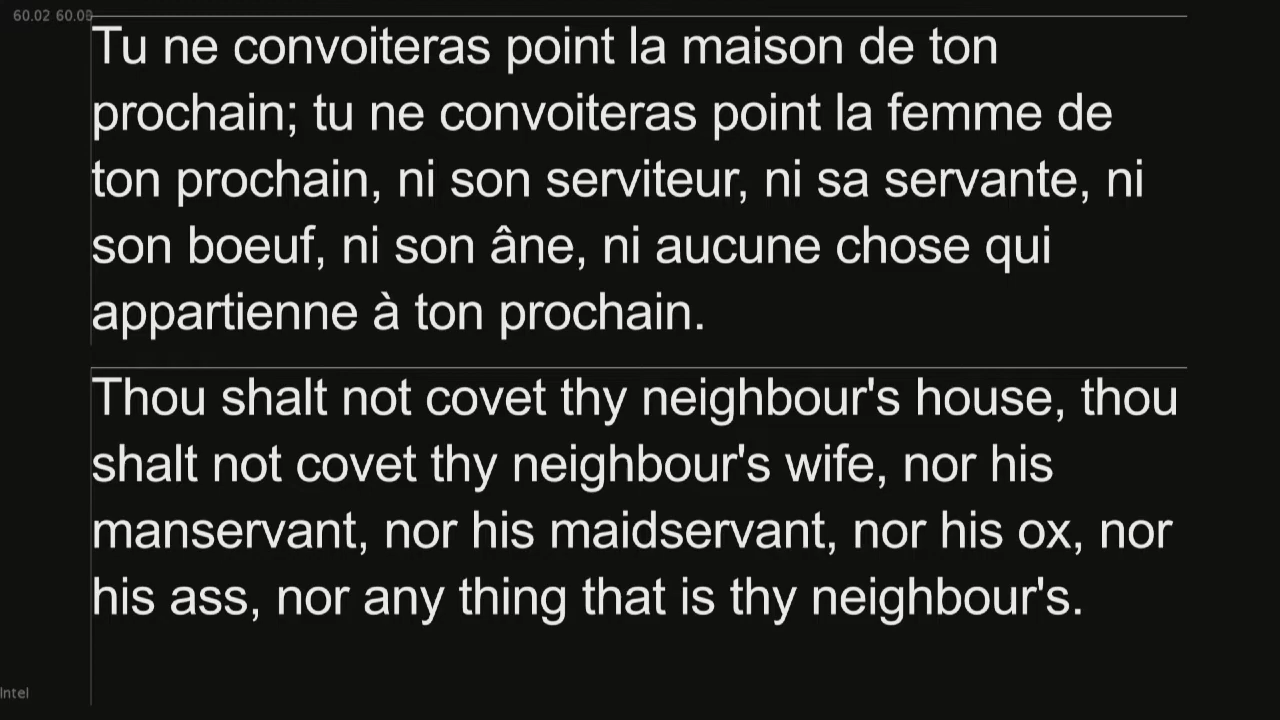 60.02 60.09
Tu ne convoiteras point la maison de ton
prochain; tu ne convoiteras point la femme de
ton prochain, ni son serviteur, ni sa servante, ni
son boeuf, ni son âne, ni aucune chose qui
appartienne à ton prochain.
Thou shalt not covet thy neighbour's house, thou
shalt not covet thy neighbour's wife, nor his
manservant, nor his maidservant, nor his ox, nor
his ass, nor any thing that is thy neighbour's.
Intel